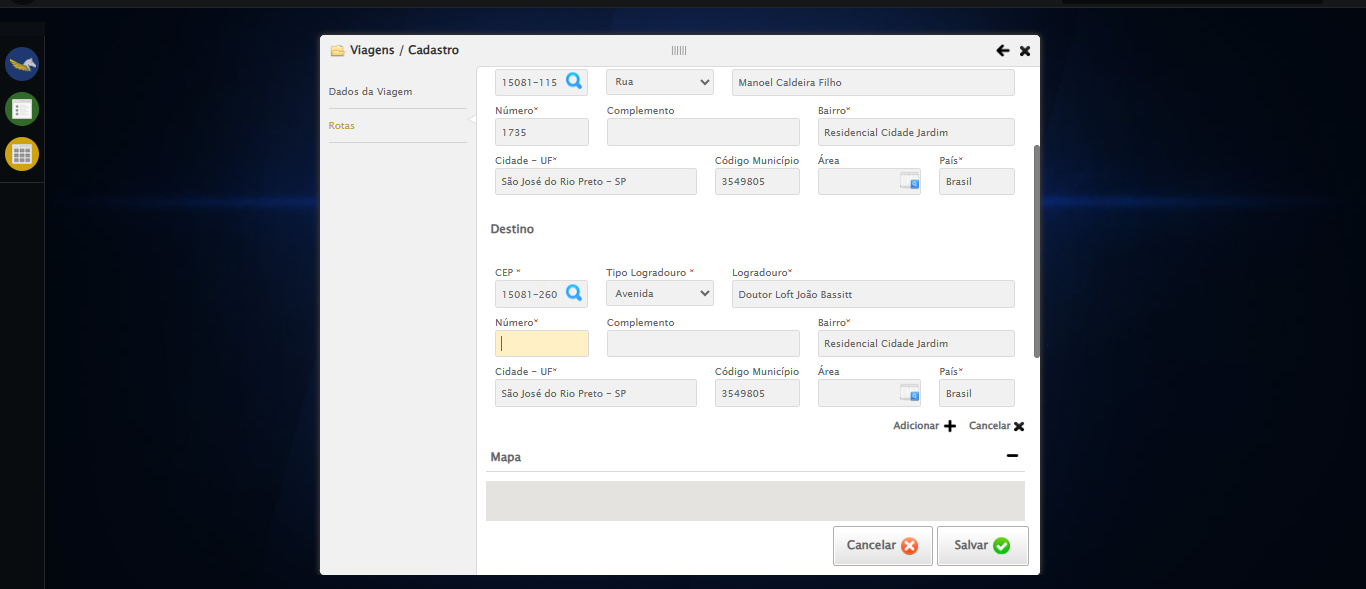 Viagens / Cadastro
Dados da Viagem
Rotas
15081-115 Rua Manoel Caldeira Filho
Número* Complemento Bairro*
1735 Residencial Cidade Jardim
Cidade - UF* Código Município Área País*
São José do Rio Preto - SP 3549805 Brasil
Destino
CEP * Tipo Logradouro * Logradouro*
15081-260 Avenida Doutor Loft João Bassitt
Número* Complemento Bairro*
Residencial Cidade Jardim
Cidade - UF* Código Município Área País*
São José do Rio Preto - SP 3549805 Brasil
Adicionar Cancelar
Mapa
Cancelar Salvar